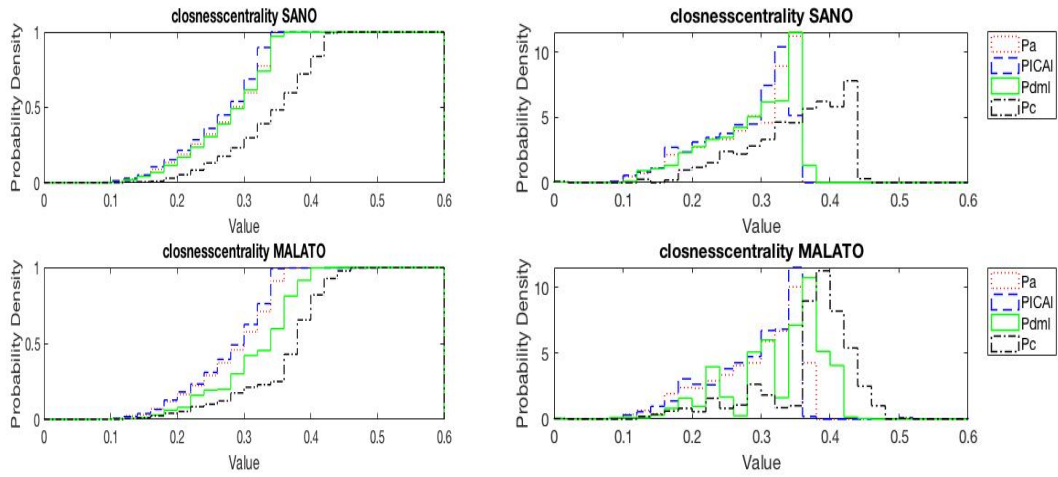 closnesscentrality SANO
Probability Density
1
0.5
0
0 0.1 0.2 0.3 0.4 0.5 0.6
Value
closnesscentrality SANO
Probability Density
10
5
0
0 0.1 0.2 0.3 0.4 0.5 0.6
Value
Pa
PICAI
Pdml
Pc
closnesscentrality MALATO
Probability Density
1
0.5
0
0 0.1 0.2 0.3 0.4 0.5 0.6
Value
closnesscentrality MALATO
Probability Density
10
5
0
0 0.1 0.2 0.3 0.4 0.5 0.6
Value
Pa
PICAI
Pdml
Pc